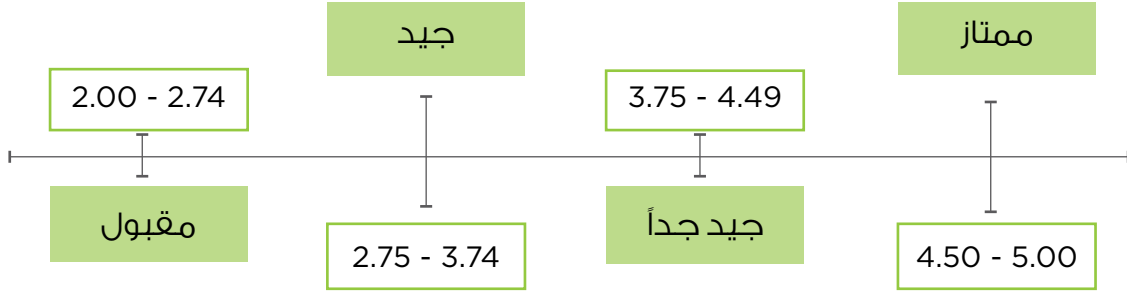 ممتاز
4.50 - 5.00
جيد جداً
3.75 - 4.49
جيد
2.75 - 3.74
مقبول
2.00 - 2.74